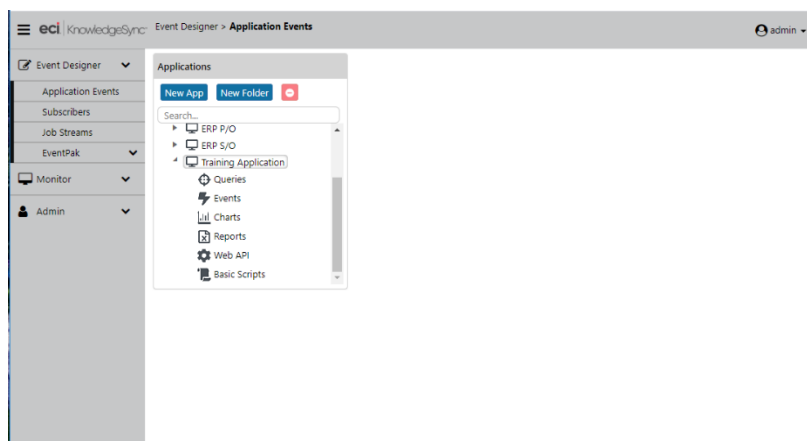 eci KnowledgeSync
Event Designer > Application Events
admin
Event Designer
Application Events
Subscribers
Job Streams
EventPak
Monitor
Admin
Applications
New App New Folder
Search...
ERP P/O
ERP S/O
Training Application
Queries
Events
Charts
Reports
Web API
Basic Scripts